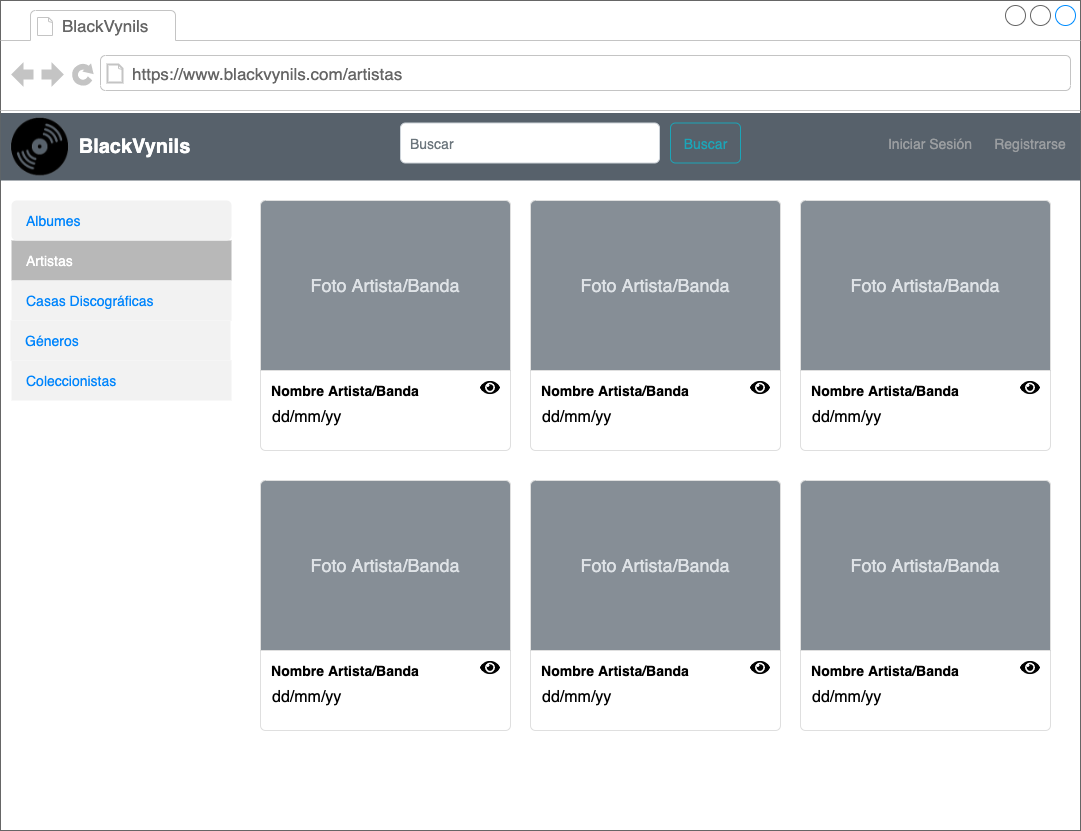 BlackVynils
https://www.blackvynils.com/artistas
BlackVynils
Buscar
Buscar
Iniciar Sesión
Registrarse
Albumes
Artistas
Casas Discográficas
Géneros
Coleccionistas
Foto Artista/Banda
Nombre Artista/Banda
dd/mm/yy
Foto Artista/Banda
Nombre Artista/Banda
dd/mm/yy
Foto Artista/Banda
Nombre Artista/Banda
dd/mm/yy
Foto Artista/Banda
Nombre Artista/Banda
dd/mm/yy
Foto Artista/Banda
Nombre Artista/Banda
dd/mm/yy
Foto Artista/Banda
Nombre Artista/Banda
dd/mm/yy